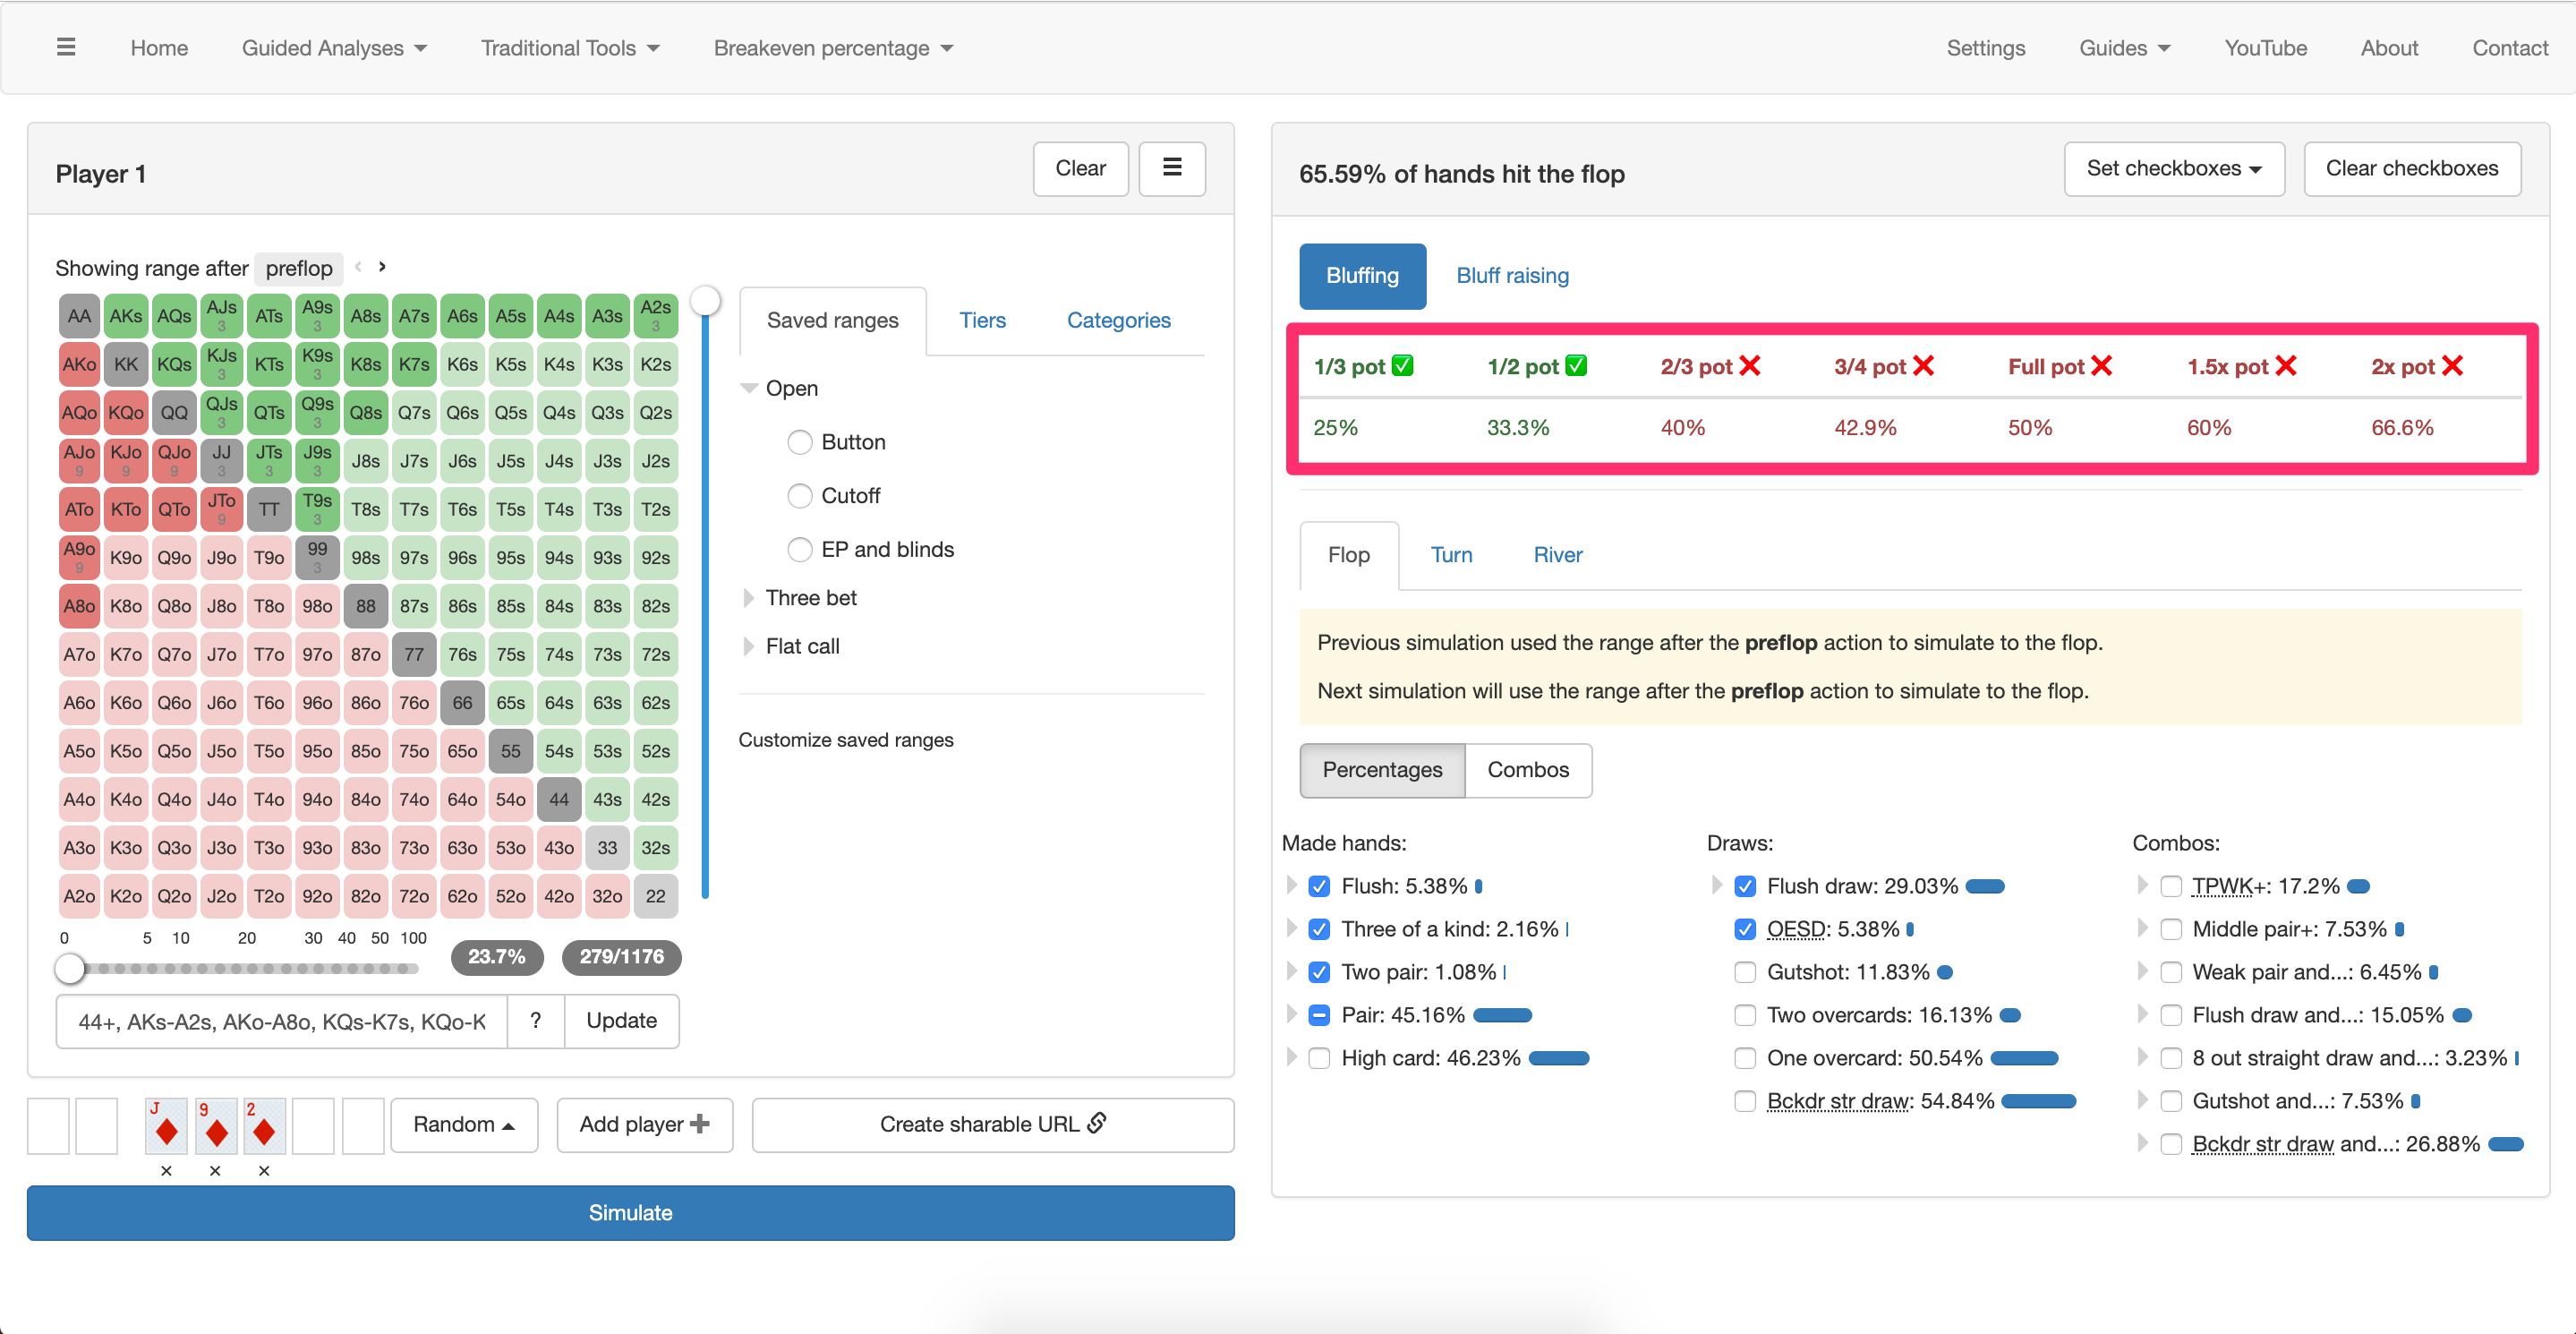 ☰ Home Guided Analyses Traditional Tools Breakeven percentage Settings Guides YouTube About Contact
Player 1 Clear ☰
Showing range after preflop ‹ ›
AA AKs AQs AJs 3 ATs A9s 3 A8s A7s A6s A5s A4s A3s A2s 3
AKo KK KQs KJs 3 KTs K9s 3 K8s K7s K6s K5s K4s K3s K2s
AQo KQo QQ QJs 3 QTs Q9s 3 Q8s Q7s Q6s Q5s Q4s Q3s Q2s
AJo 9 KJo 9 QJo 9 JJ 3 JTs 3 J9s 3 J8s J7s J6s J5s J4s J3s J2s
ATo KTo QTo JTo 9 TT T9s 3 T8s T7s T6s T5s T4s T3s T2s
A9o 9 K9o Q9o J9o T9o 99 3 98s 97s 96s 95s 94s 93s 92s
A8o K8o Q8o J8o T8o 98o 88 87s 86s 85s 84s 83s 82s
A7o K7o Q7o J7o T7o 97o 87o 77 76s 75s 74s 73s 72s
A6o K6o Q6o J6o T6o 96o 86o 76o 66 65s 64s 63s 62s
A5o K5o Q5o J5o T5o 95o 85o 75o 65o 55 54s 53s 52s
A4o K4o Q4o J4o T4o 94o 84o 74o 64o 54o 44 43s 42s
A3o K3o Q3o J3o T3o 93o 83o 73o 63o 53o 43o 33 32s
A2o K2o Q2o J2o T2o 92o 82o 72o 62o 52o 42o 32o 22
0 5 10 20 30 40 50 100
23.7% 279/1176
44+, AKs-A2s, AKo-A8o, KQs-K7s, KQo-K ? Update
Saved ranges Tiers Categories
Open
Button
Cutoff
EP and blinds
Three bet
Flat call
Customize saved ranges
J 9 2
× × ×
Random Add player Create sharable URL
Simulate
65.59% of hands hit the flop Set checkboxes Clear checkboxes
Bluffing Bluff raising
1/3 pot ✅ 1/2 pot ✅ 2/3 pot ❌ 3/4 pot ❌ Full pot ❌ 1.5x pot ❌ 2x pot ❌
25% 33.3% 40% 42.9% 50% 60% 66.6%
Flop Turn River
Previous simulation used the range after the preflop action to simulate to the flop.
Next simulation will use the range after the preflop action to simulate to the flop.
Percentages Combos
Made hands:
Flush: 5.38%
Three of a kind: 2.16%
Two pair: 1.08%
Pair: 45.16%
High card: 46.23%
Draws:
Flush draw: 29.03%
OESD: 5.38%
Gutshot: 11.83%
Two overcards: 16.13%
One overcard: 50.54%
Bckdr str draw: 54.84%
Combos:
TPWK+: 17.2%
Middle pair+: 7.53%
Weak pair and...: 6.45%
Flush draw and...: 15.05%
8 out straight draw and...: 3.23%
Gutshot and...: 7.53%
Bckdr str draw and...: 26.88%